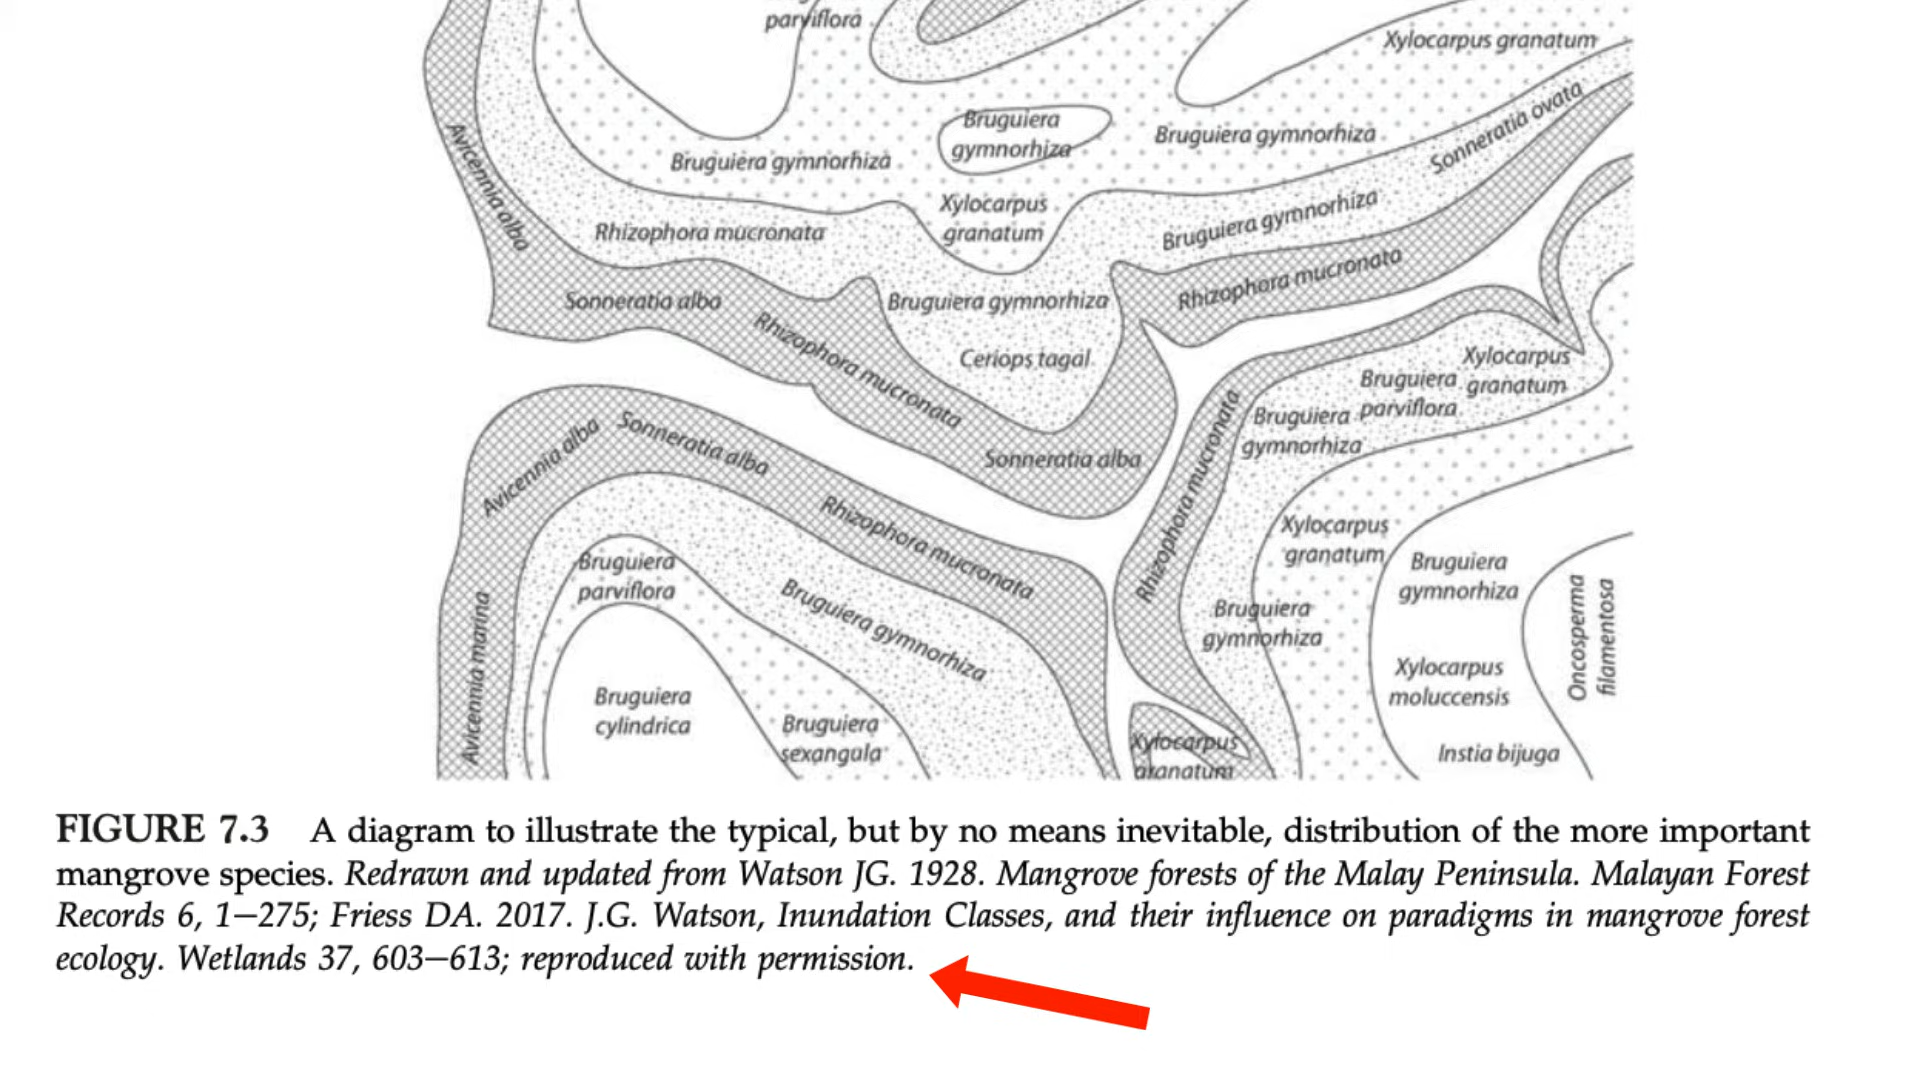 parviflora
Xylocarpus granatum
Sonneratia ovata
Bruguiera
gymnorhiza
Bruguiera gymnorhiza
Bruguiera gymnorhiza
Avicennia alba
Xylocarpus
granatum
Rhizophora mucronata
Bruguiera gymnorhiza
Rhizophora mucronata
Sonneratia alba
Bruguiera gymnorhiza
Rhizophora mucronata
Ceriops tagal
Xylocarpus
granatum
Bruguiera
parviflora
Bruguiera
gymnorhiza
Rhizophora mucronata
Avicennia alba
Sonneratia alba
Sonneratia alba
Rhizophora mucronata
Xylocarpus
granatum
Bruguiera
parviflora
Bruguiera
gymnorhiza
Bruguiera gymnorhiza
Bruguiera
gymnorhiza
Oncosperma
filamentosa
Avicennia marina
Xylocarpus
moluccensis
Bruguiera
cylindrica
Bruguiera
sexangula
Xylocarpus
granatum
Instia bijuga
FIGURE 7.3 A diagram to illustrate the typical, but by no means inevitable, distribution of the more important
mangrove species. Redrawn and updated from Watson JG. 1928. Mangrove forests of the Malay Peninsula. Malayan Forest
Records 6, 1—275; Friess DA. 2017. J.G. Watson, Inundation Classes, and their influence on paradigms in mangrove forest
ecology. Wetlands 37, 603—613; reproduced with permission.